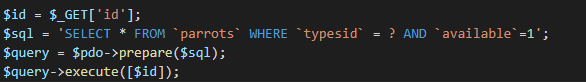 $id = $_GET['id'];
$sql = 'SELECT * FROM `parrots` WHERE `typesid` = ? AND `available`=1';
$query = $pdo->prepare($sql);
$query->execute([$id]);